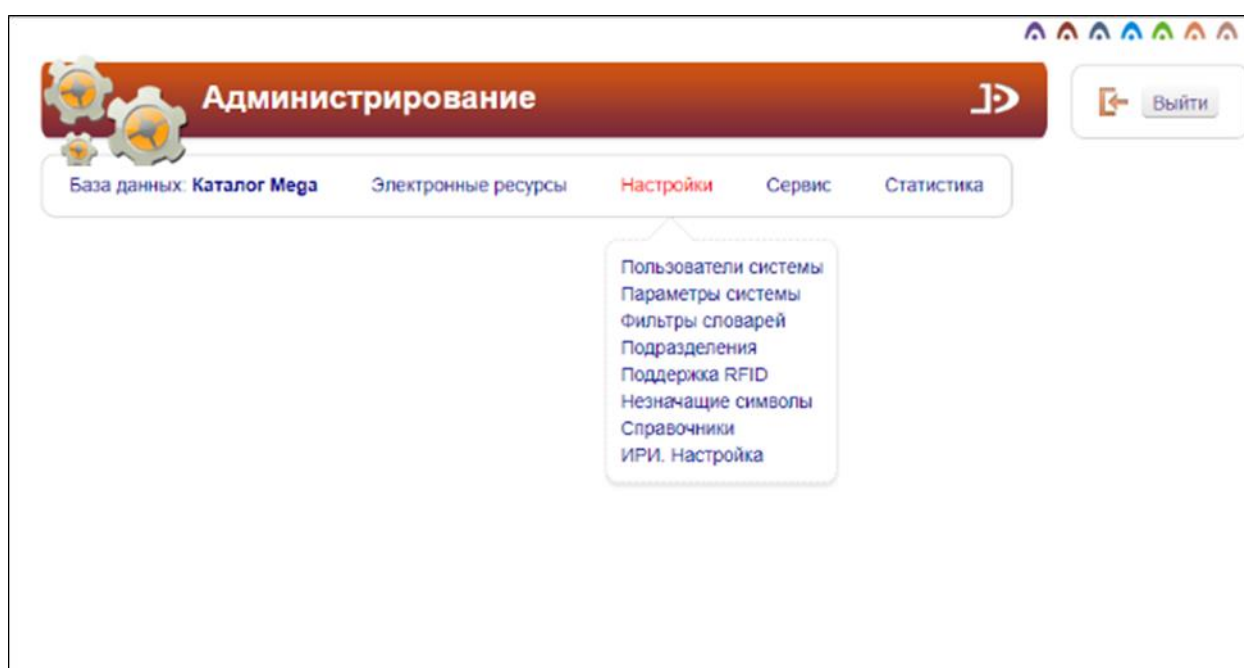 Администрирование
Выйти
База данных: Каталог Mega Электронные ресурсы Настройки Сервис Статистика
Пользователи системы
Параметры системы
Фильтры словарей
Подразделения
Поддержка RFID
Незначащие символы
Справочники
ИРИ. Настройка